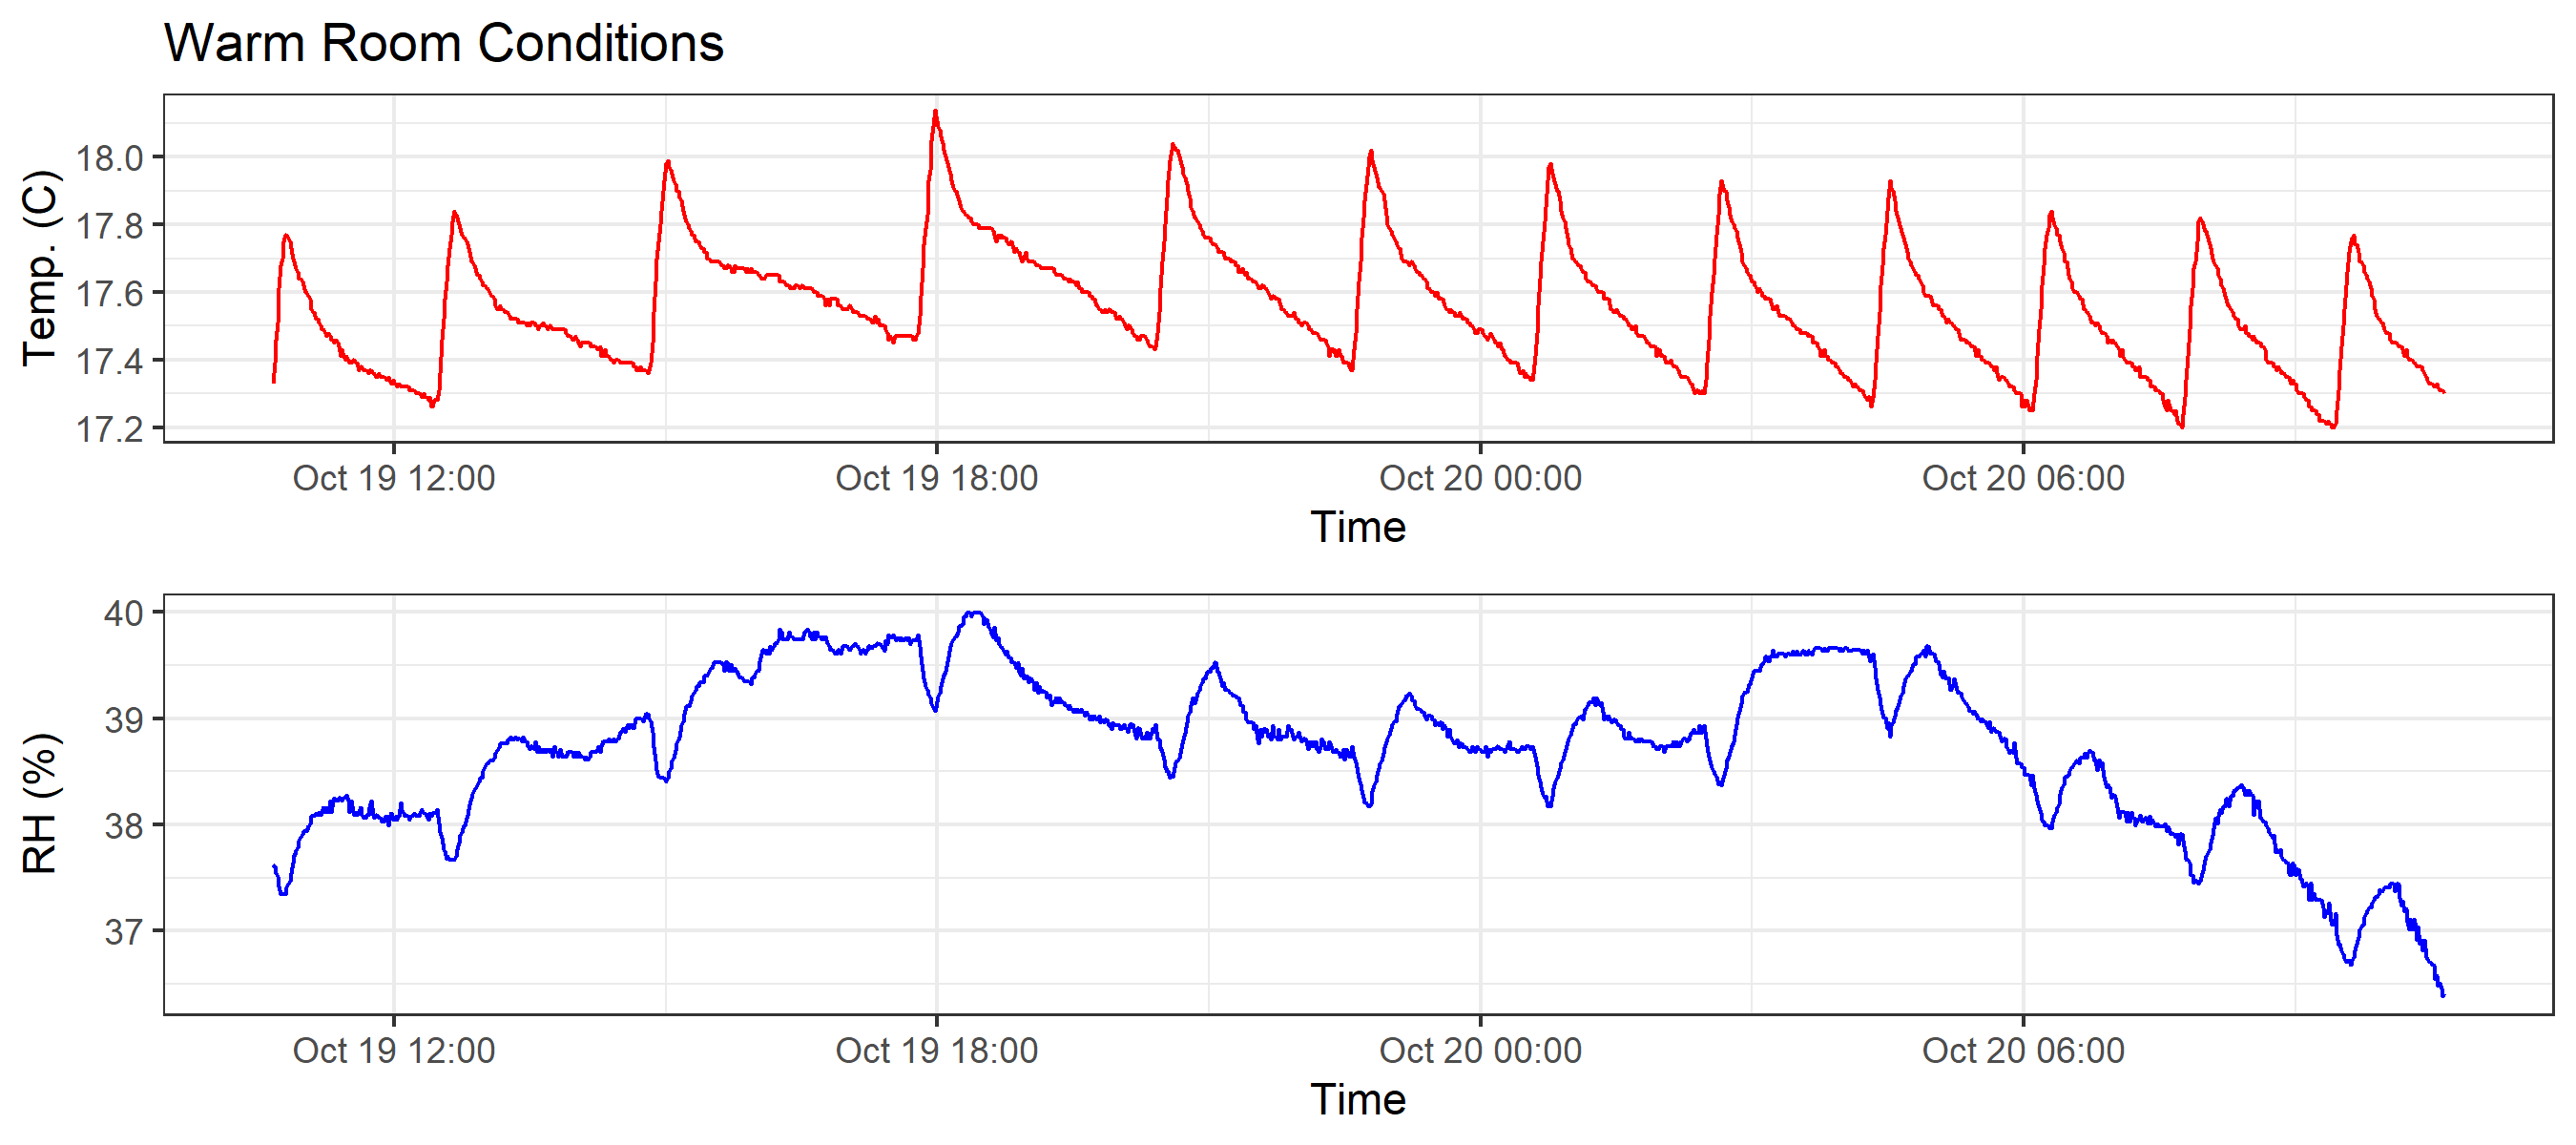 Warm Room Conditions
Temp. (C)
18.0
17.8
17.6
17.4
17.2
Oct 19 12:00 Oct 19 18:00 Oct 20 00:00 Oct 20 06:00
Time
RH (%)
40
39
38
37
Oct 19 12:00 Oct 19 18:00 Oct 20 00:00 Oct 20 06:00
Time